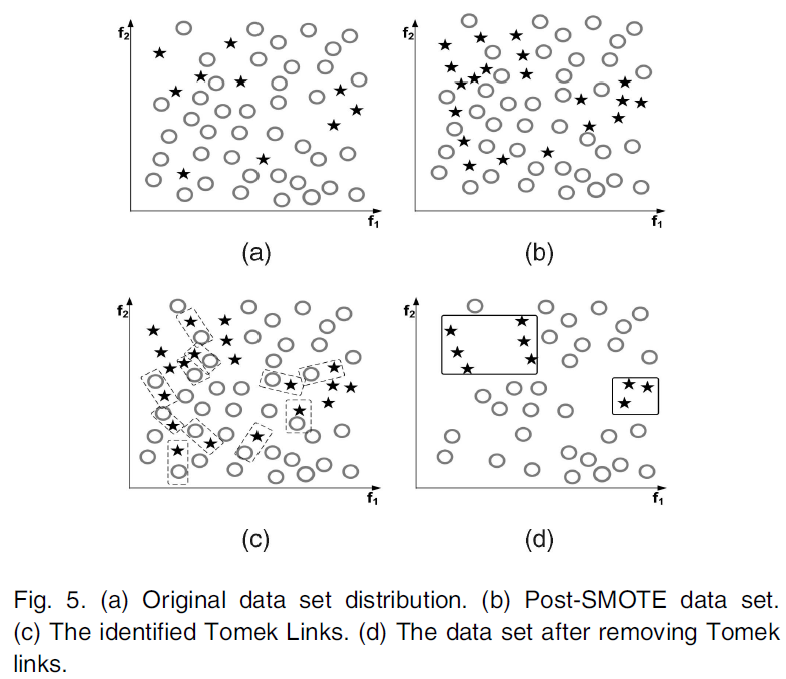 f2
f1
(a)
f2
f1
(b)
f2
f1
(c)
f2
f1
(d)
Fig. 5. (a) Original data set distribution. (b) Post-SMOTE data set.
(c) The identified Tomek Links. (d) The data set after removing Tomek
links.